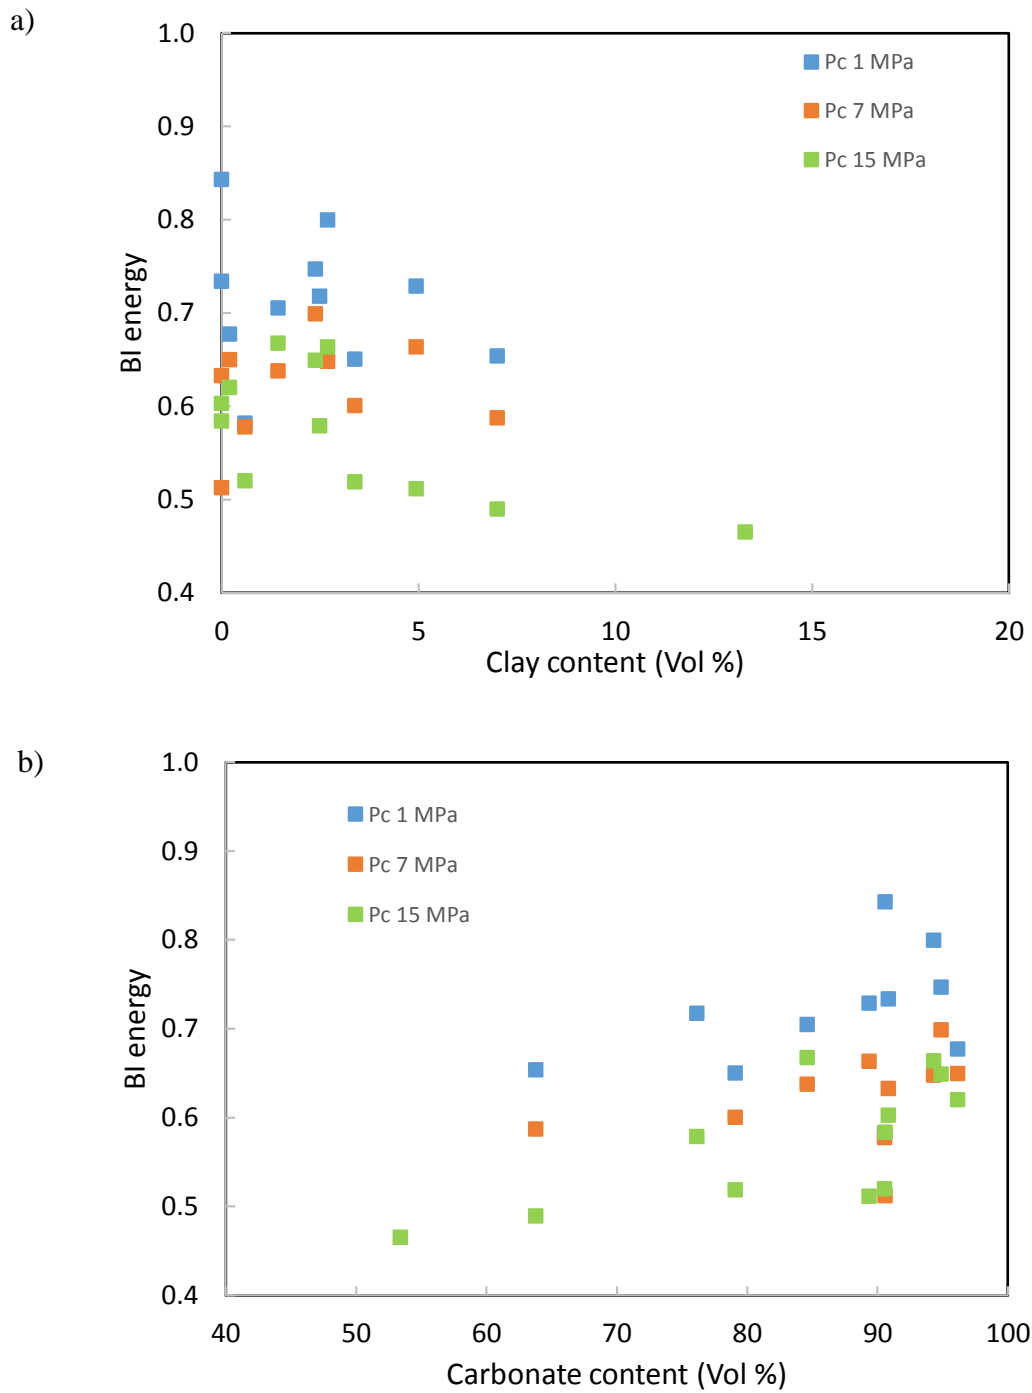 a)
1.0
0.9
0.8
0.7
0.6
0.5
0.4
BI energy
Pc 1 MPa
Pc 7 MPa
Pc 15 MPa
0 5 10 15 20
Clay content (Vol %)
b)
1.0
0.9
0.8
0.7
0.6
0.5
0.4
BI energy
Pc 1 MPa
Pc 7 MPa
Pc 15 MPa
40 50 60 70 80 90 100
Carbonate content (Vol %)